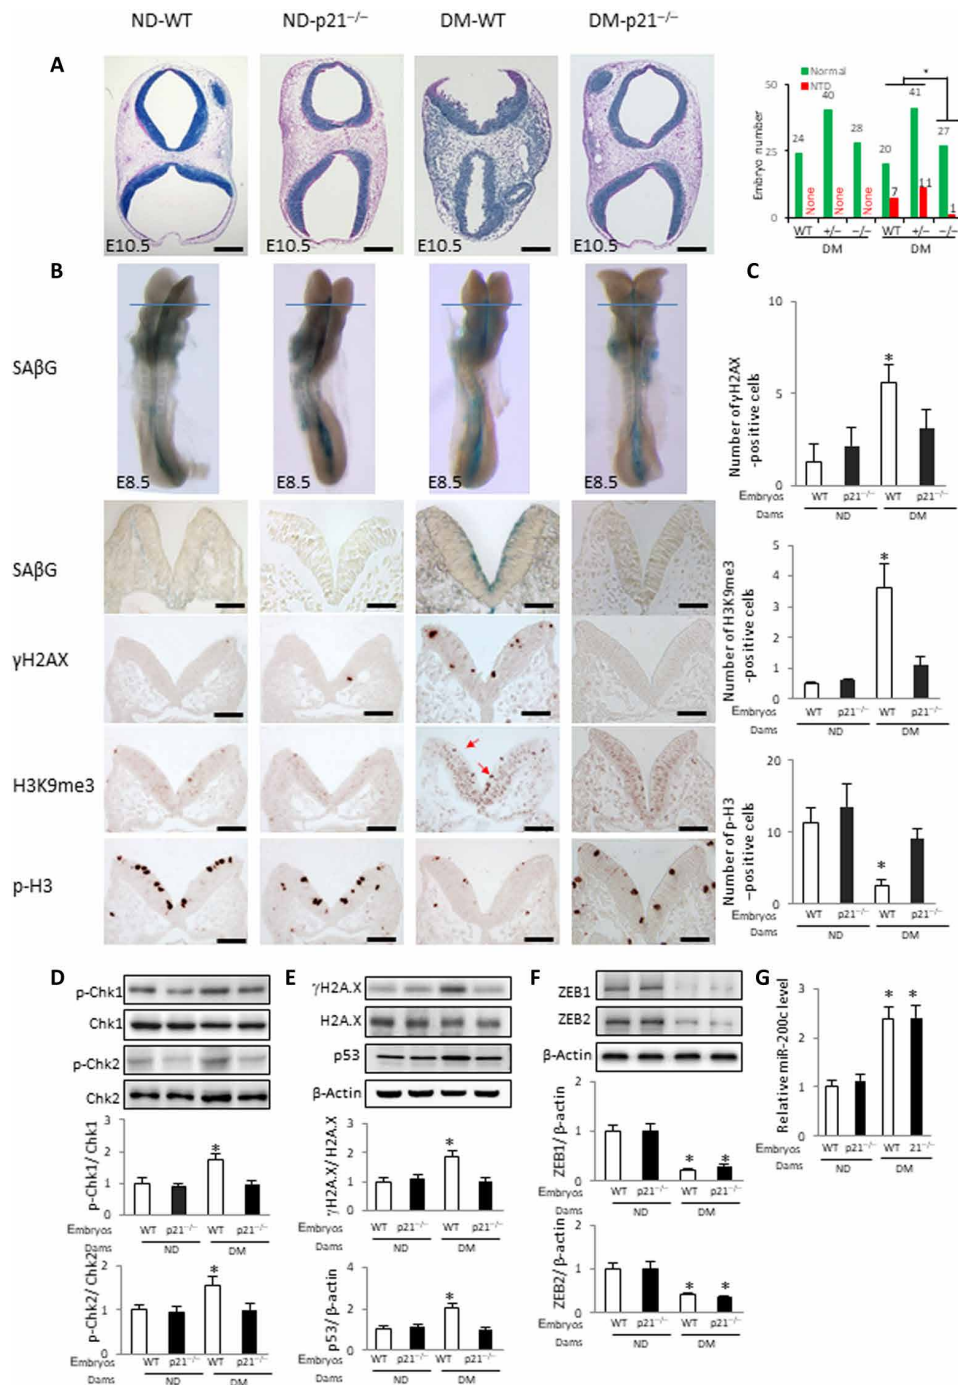 ND-WT ND-p21−/− DM-WT DM-p21−/−
A
E10.5 E10.5 E10.5 E10.5
Normal
NTD
Embryo number
50
25
0
24 40 28 20 41 27
None None None 7 11 1
WT +/− −/− WT +/− −/−
DM DM
B
SAβG
E8.5 E8.5 E8.5 E8.5
SAβG
γH2AX
H3K9me3
p-H3
C
Number of γH2AX
-positive cells
10
5
0
*
Embryos WT p21−/− WT p21−/−
Dams ND DM
Number of H3K9me3
-positive cells
5
4
3
2
1
0
*
Embryos WT p21−/− WT p21−/−
Dams ND DM
Number of p-H3
–positive cells
20
10
0
*
Embryos WT p21−/− WT p21−/−
Dams ND DM
D
p-Chk1
Chk1
p-Chk2
Chk2
p-Chk1/ Chk1
3
2
1
0
*
Embryos WT p21−/− WT p21−/−
Dams ND DM
p-Chk2/ Chk2
2
1
0
*
Embryos WT p21−/− WT p21−/−
Dams ND DM
E
γH2A.X
H2A.X
p53
β-Actin
γH2A.X/ H2A.X
3
2
1
0
*
Embryos WT p21−/− WT p21−/−
Dams ND DM
p53/ β-actin
4
2
0
*
Embryos WT p21−/− WT p21−/−
Dams ND DM
F
ZEB1
ZEB2
β-Actin
ZEB1/ β-actin
2
1
0
* *
Embryos WT p21−/− WT p21−/−
Dams ND DM
ZEB2/ β-actin
2
1
0
* *
Embryos WT p21−/− WT p21−/−
Dams ND DM
G
Relative miR-200c level
3
2
1
0
* *
Embryos WT p21−/− WT 21−/−
Dams ND DM